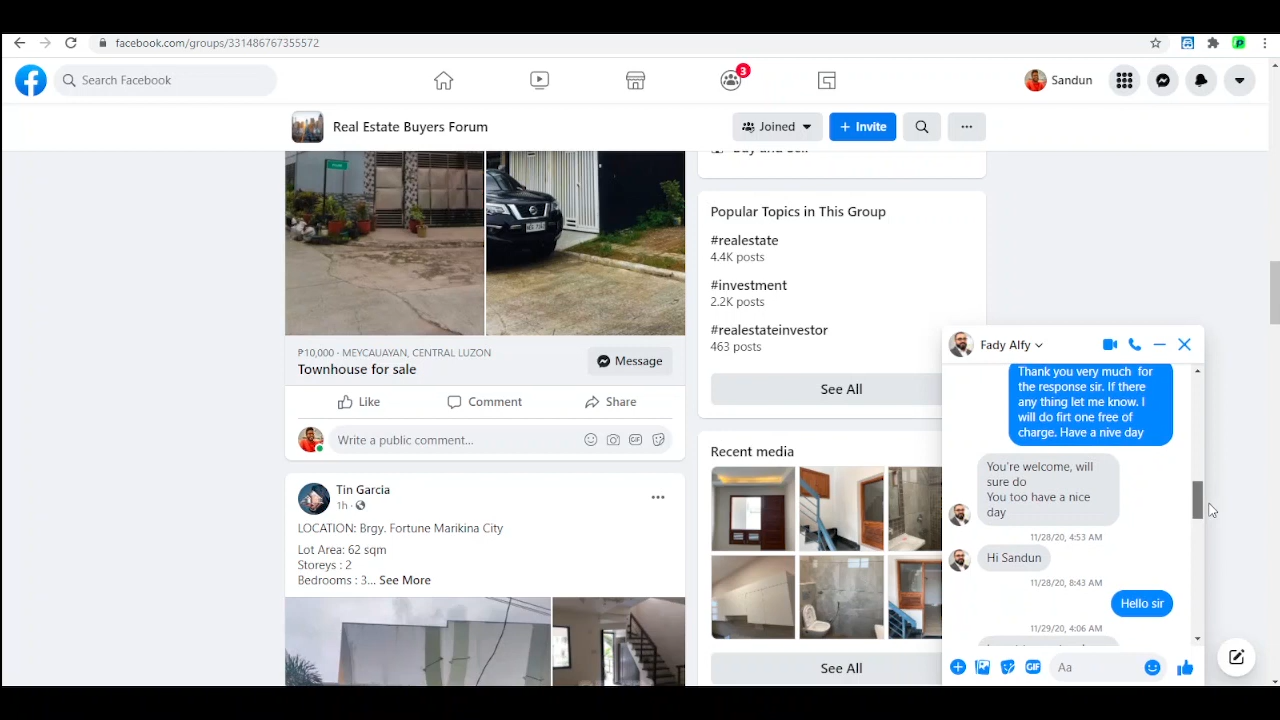 facebook.com/groups/331486767355572
Search Facebook
3
Sandun
Real Estate Buyers Forum
Joined
+ Invite
Buy and Sell
Popular Topics in This Group
#realestate
4.4K posts
#investment
2.2K posts
#realestateinvestor
463 posts
See All
₱10,000 · MEYCAUAYAN, CENTRAL LUZON
Townhouse for sale
Message
Like
Comment
Share
Write a public comment...
GIF
Tin Garcia
1h ·
LOCATION: Brgy. Fortune Marikina City
Lot Area: 62 sqm
Storeys : 2
Bedrooms : 3... See More
Recent media
See All
Fady Alfy
Thank you very much for
the response sir. If there
any thing let me know. I
will do firt one free of
charge. Have a nive day
You're welcome, will
sure do
You too have a nice
day
11/28/20, 4:53 AM
Hi Sandun
11/28/20, 8:43 AM
Hello sir
11/29/20, 4:06 AM
GIF
Aa